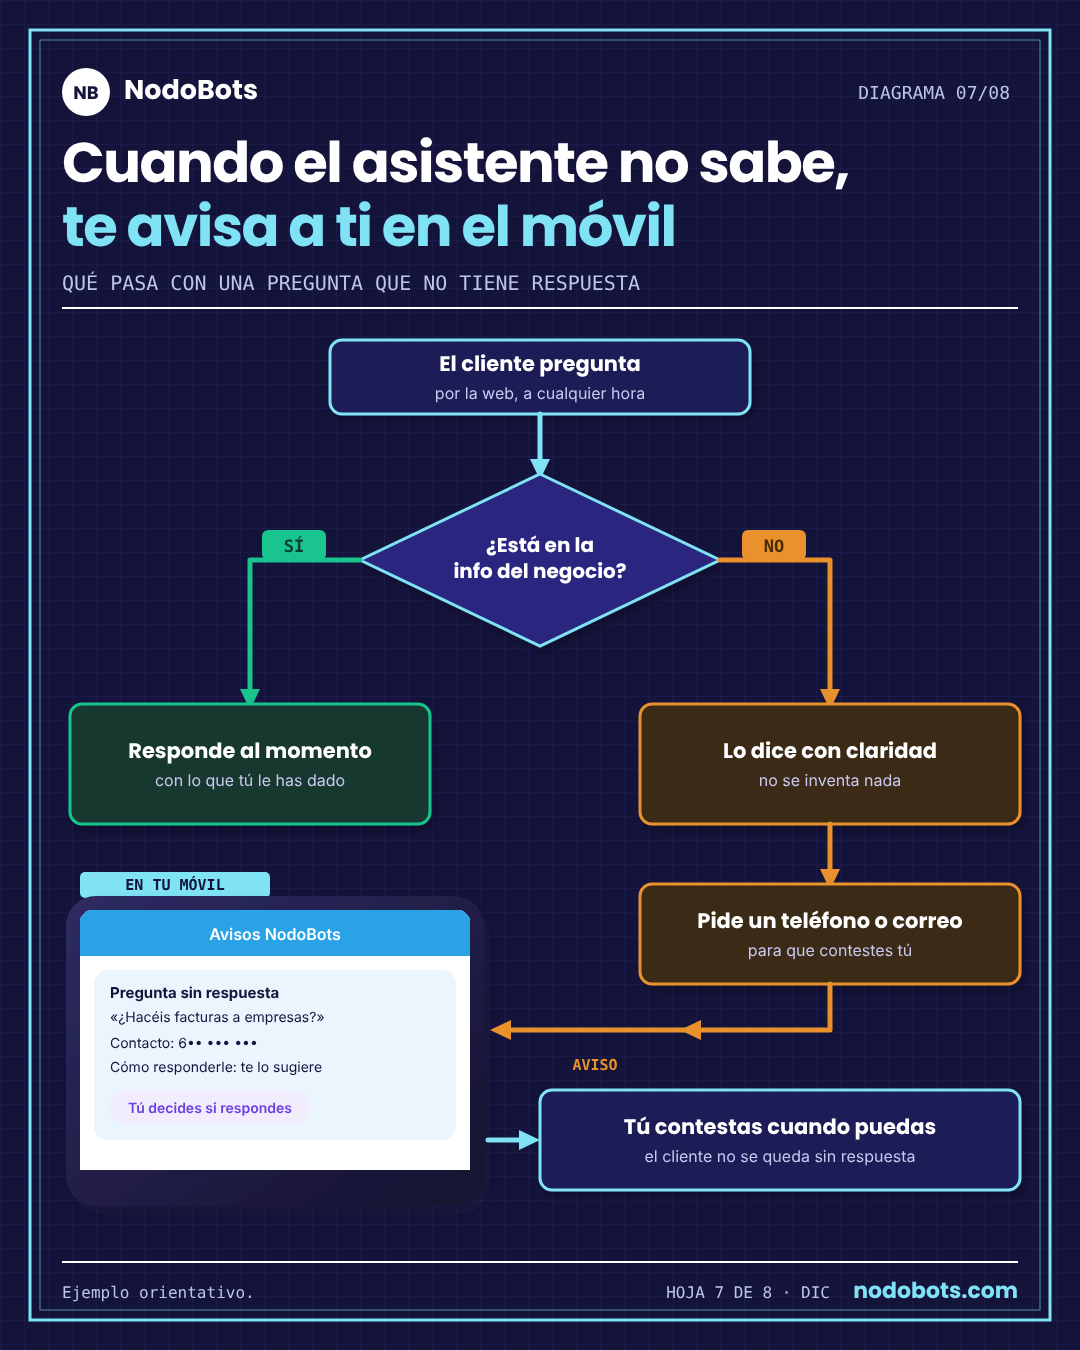 NB
NodoBots
DIAGRAMA 07/08
Cuando el asistente no sabe,
te avisa a ti en el móvil
QUÉ PASA CON UNA PREGUNTA QUE NO TIENE RESPUESTA
El cliente pregunta
por la web, a cualquier hora
¿Está en la
info del negocio?
SÍ
NO
Responde al momento
con lo que tú le has dado
Lo dice con claridad
no se inventa nada
EN TU MÓVIL
Avisos NodoBots
Pregunta sin respuesta
«¿Hacéis facturas a empresas?»
Contacto: 6•• ••• •••
Cómo responderle: te lo sugiere
Tú decides si respondes
Pide un teléfono o correo
para que contestes tú
AVISO
Tú contestas cuando puedas
el cliente no se queda sin respuesta
Ejemplo orientativo.
HOJA 7 DE 8 · DIC
nodobots.com